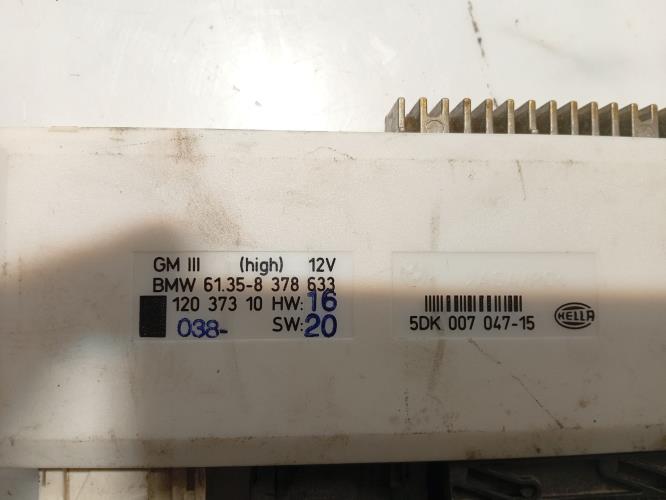 GM III (high) 12V
BMW 61.35-8 378 633
120 373 10 HW: 16
038- SW: 20
5DK 007 047-15
HELLA